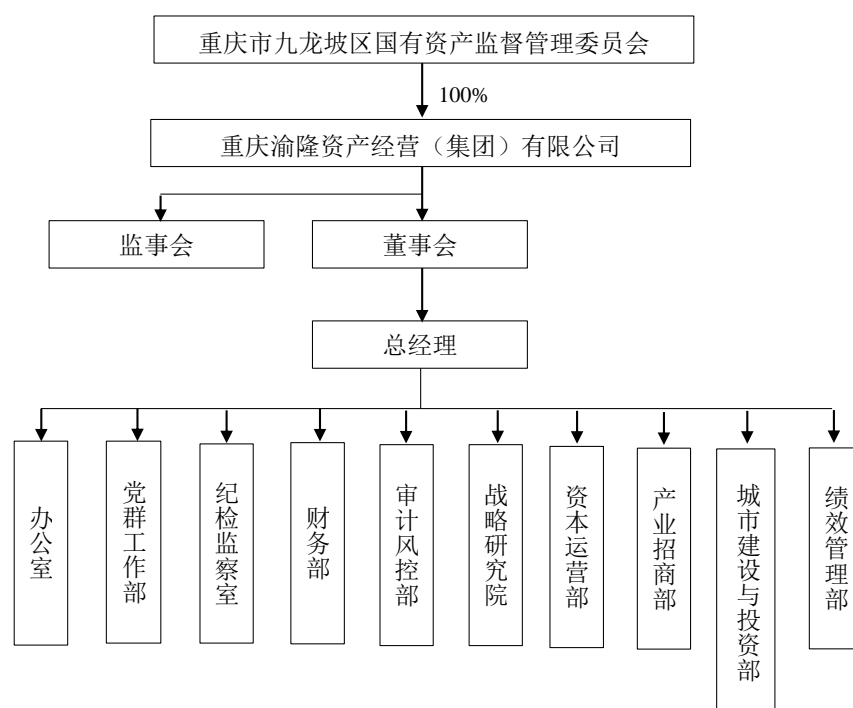 重庆市九龙坡区国有资产监督管理委员会
100%
重庆渝隆资产经营（集团）有限公司
监事会
董事会
总经理
办公室
党群工作部
纪检监察室
财务部
审计风控部
战略研究院
资本运营部
产业招商部
城市建设与投资部
绩效管理部